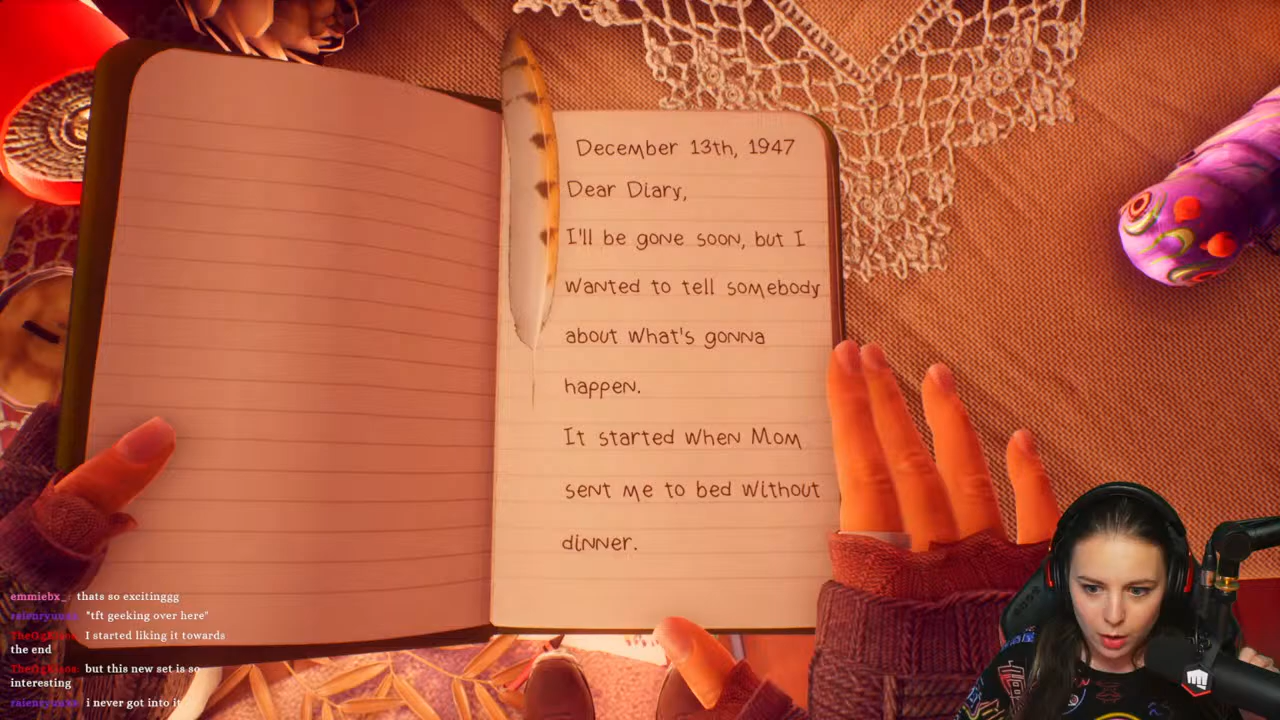 December 13th, 1947
Dear Diary,
I'll be gone soon, but I
wanted to tell somebody
about what's gonna
happen.
It started when Mom
sent me to bed without
dinner.
emmiebx_: thats so excitinggg
"tft geeking over here"
I started liking it towards
the end
but this new set is so
interesting
i never got into it